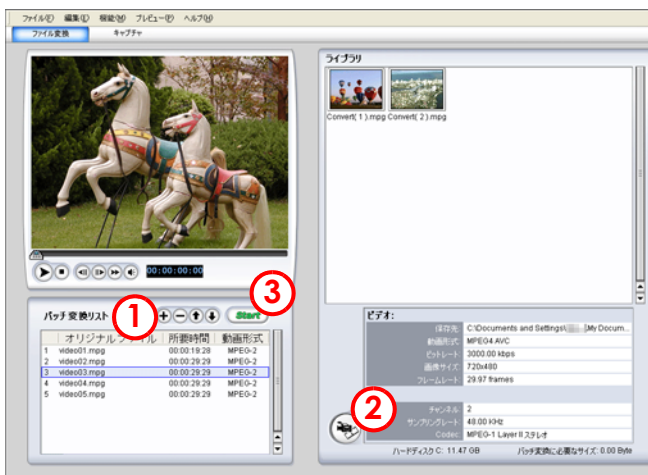 ファイル(F) 編集(E) 機能(M) プレビュー(P) ヘルプ(H)
ファイル変換 キャプチャ
00:00:00:00
バッチ変換リスト 1 Start 3
オリジナルファイル 所要時間 動画形式
1 video01.mpg 00:00:19:28 MPEG-2
2 video02.mpg 00:00:29:29 MPEG-2
3 video03.mpg 00:00:29:29 MPEG-2
4 video04.mpg 00:00:29:29 MPEG-2
5 video05.mpg 00:00:29:29 MPEG-2
ライブラリ
Convert( 1 ).mpg Convert( 2 ).mpg
ビデオ:
保存先 C:\Documents and Settings\ \My Docum...
動画形式 MPEG4 AVC
ビットレート 3000.00 kbps
画像サイズ 720x480
フレームレート 29.97 frames
2
チャンネル 2
サンプリングレート 48.00 KHz
Codec MPEG-1 Layer II ステレオ
ハードディスク C: 11.47 GB バッチ変換に必要なサイズ: 0.00 Byte